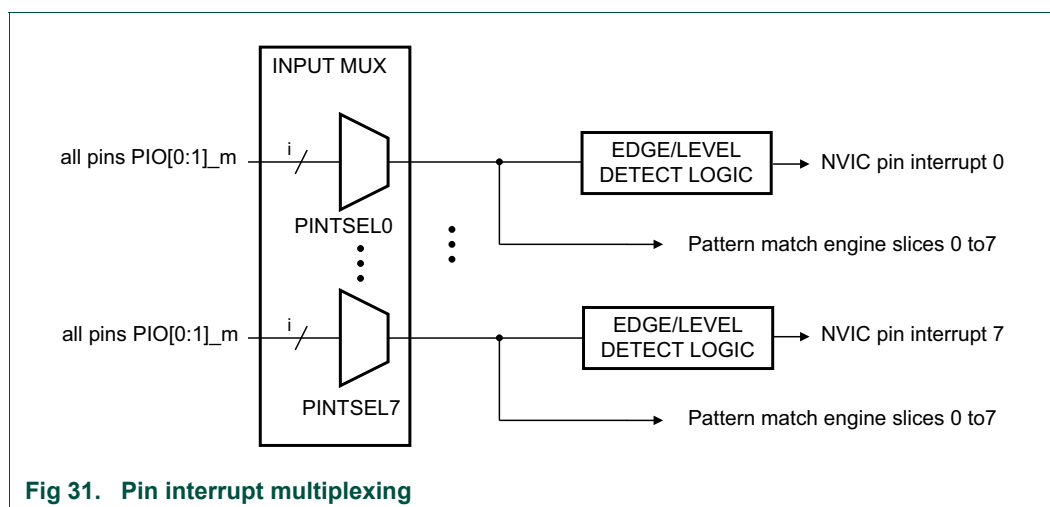 INPUT MUX
all pins PIO[0:1]_m
i
PINTSEL0
EDGE/LEVEL
DETECT LOGIC
NVIC pin interrupt 0
Pattern match engine slices 0 to7
all pins PIO[0:1]_m
i
PINTSEL7
EDGE/LEVEL
DETECT LOGIC
NVIC pin interrupt 7
Pattern match engine slices 0 to7
Fig 31. Pin interrupt multiplexing